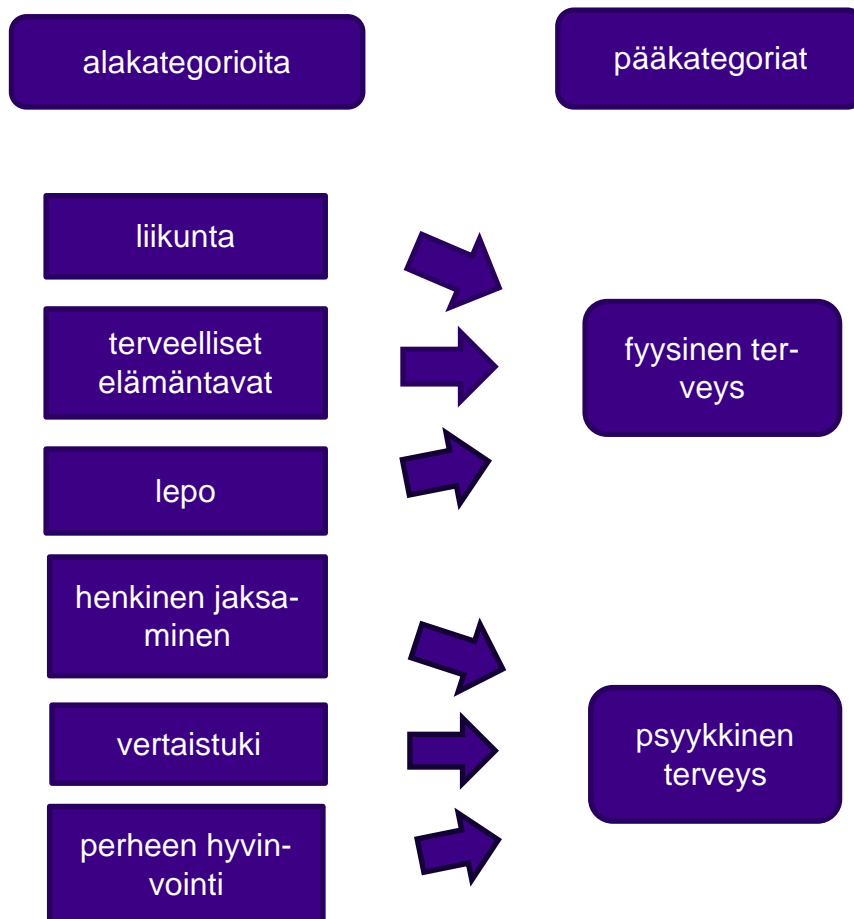 alakategorioita
pääkategoriat
liikunta
terveelliset
elämäntavat
lepo
fyysinen ter-
veys
henkinen jaksa-
minen
vertaistuki
perheen hyvin-
vointi
psyykkinen
terveys